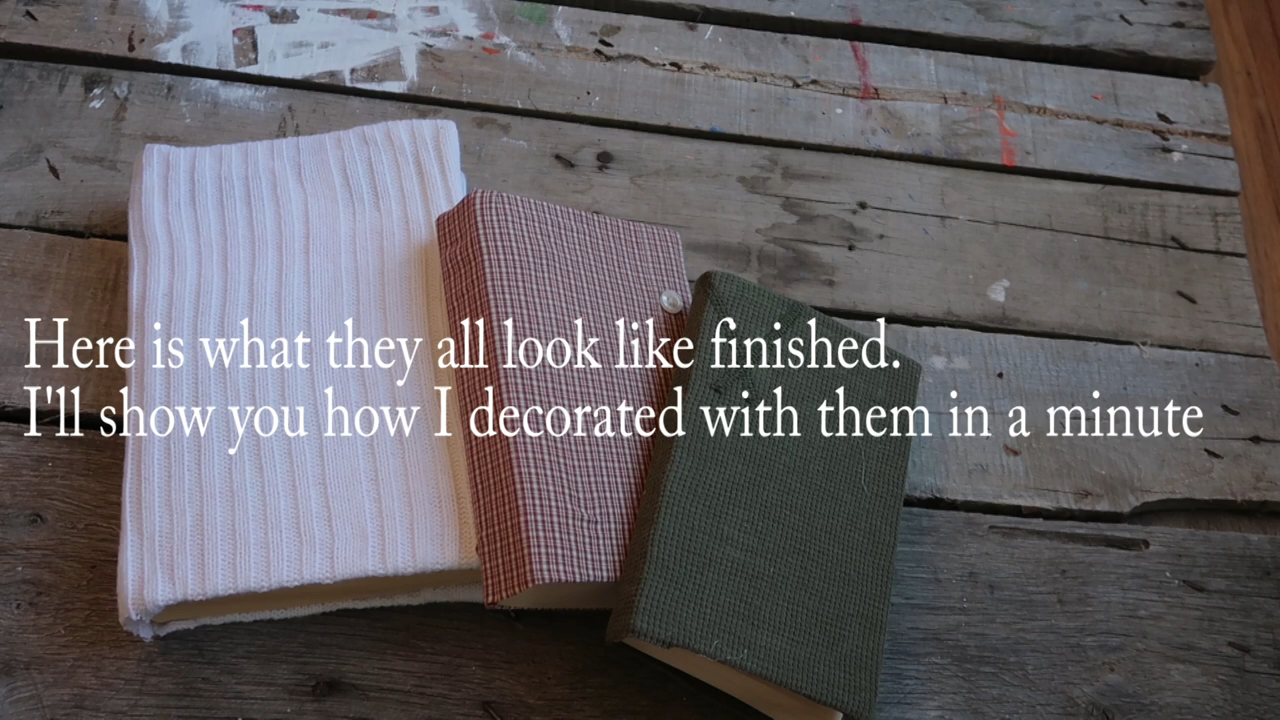 Here is what they all look like finished.
I'll show you how I decorated with them in a minute